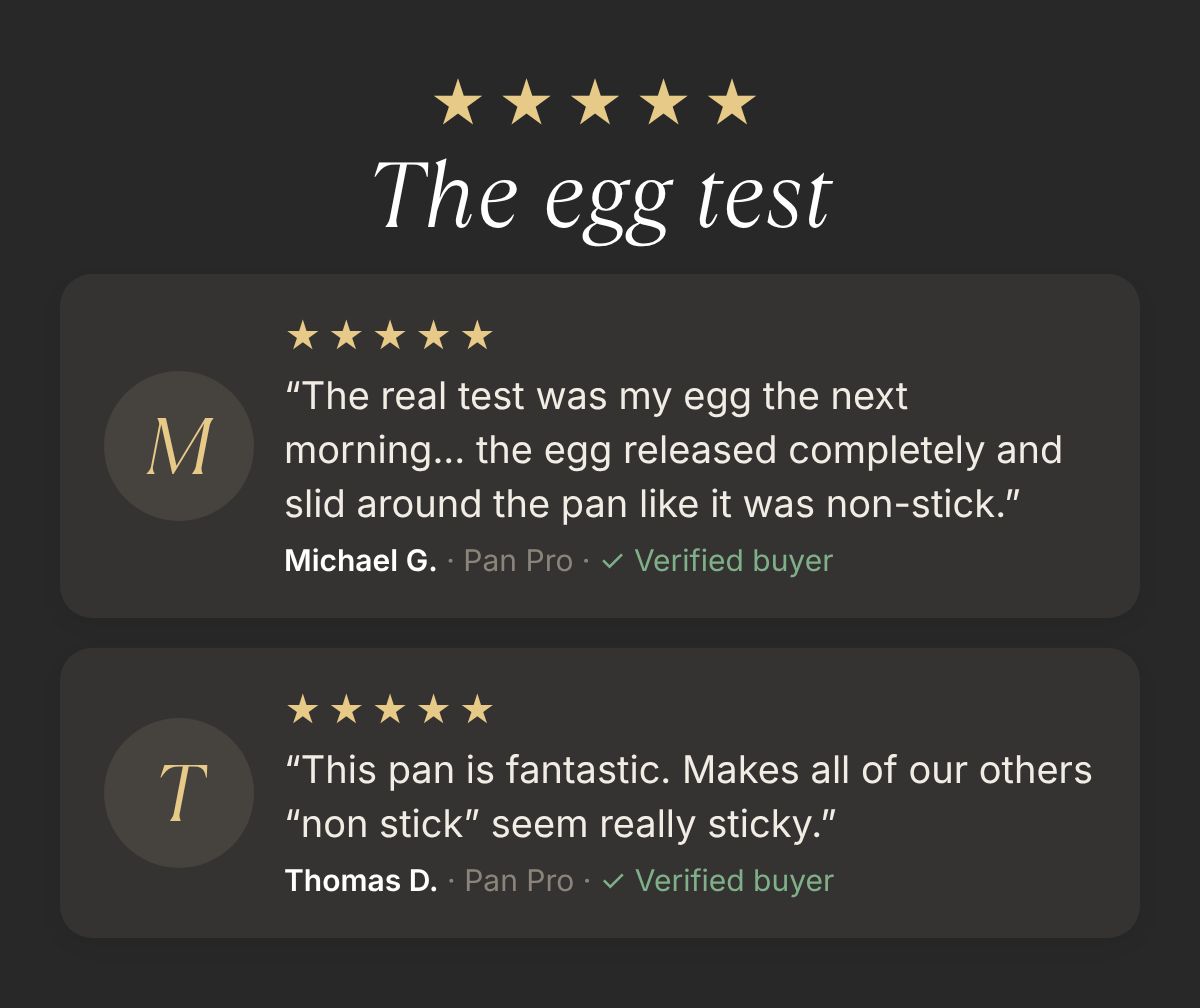 ★★★★★
The egg test
★★★★★
“The real test was my egg the next
morning... the egg released completely and
slid around the pan like it was non-stick.”
M
Michael G. · Pan Pro · ✓ Verified buyer
★★★★★
“This pan is fantastic. Makes all of our others
“non stick” seem really sticky.”
T
Thomas D. · Pan Pro · ✓ Verified buyer